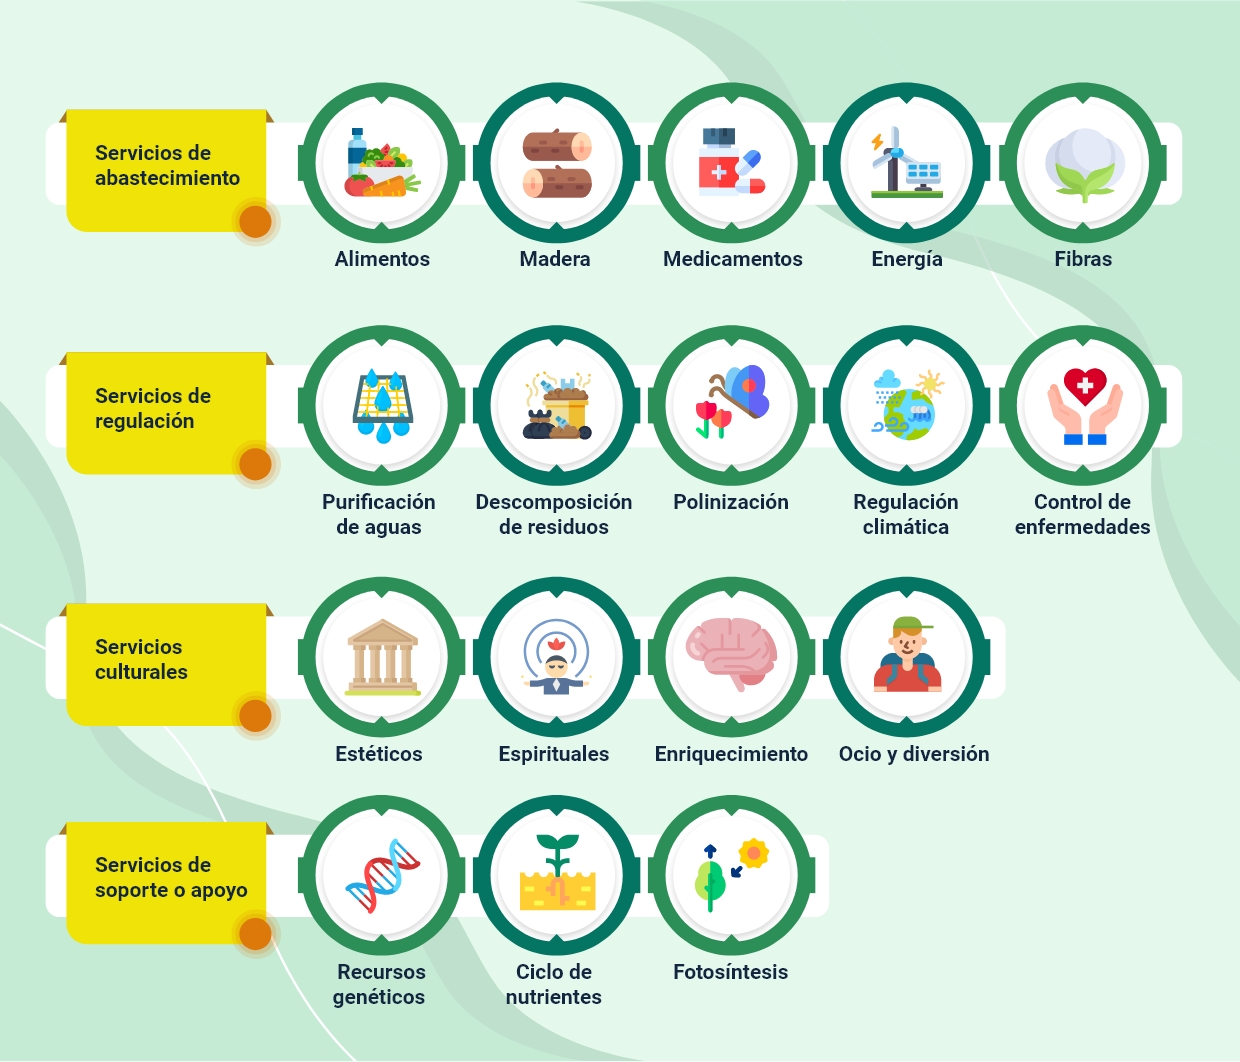 Servicios de
abastecimiento
Alimentos
Madera
Medicamentos
Energía
Fibras
Servicios de
regulación
Purificación
de aguas
Descomposición
de residuos
Polinización
Regulación
climática
Control de
enfermedades
Servicios
culturales
Estéticos
Espirituales
Enriquecimiento
Ocio y diversión
Servicios de
soporte o apoyo
Recursos
genéticos
Ciclo de
nutrientes
Fotosíntesis